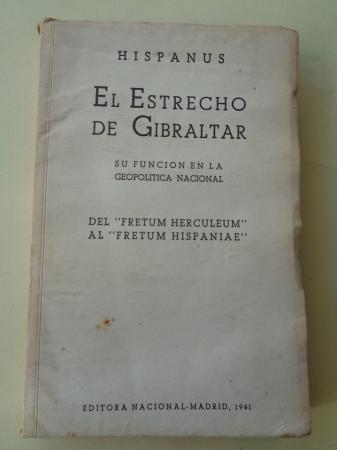 HISPANUS
EL ESTRECHO
DE GIBRALTAR
SU FUNCION EN LA
GEOPOLITICA NACIONAL
DEL "FRETUM HERCULEUM"
AL "FRETUM HISPANIAE"
EDITORA NACIONAL-MADRID, 1941